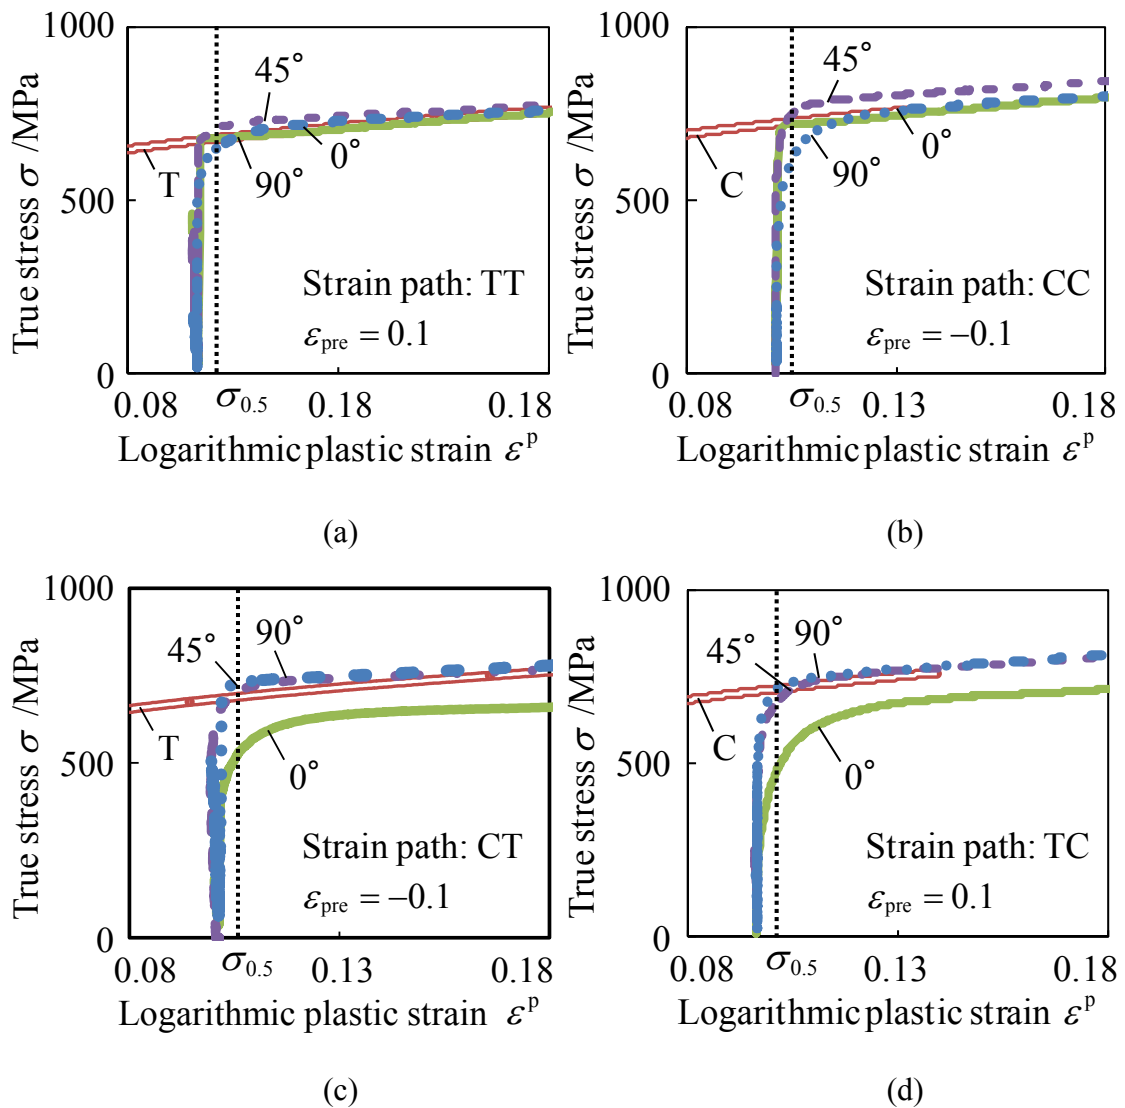 1000
500
0
True stress σ /MPa
45°
0°
90°
T
Strain path: TT
εpre = 0.1
0.08
σ0.5
0.18
0.18
Logarithmic plastic strain εᵖ
(a)
1000
500
0
True stress σ /MPa
45°
0°
90°
C
Strain path: CC
εpre = −0.1
0.08
σ0.5
0.13
0.18
Logarithmic plastic strain εᵖ
(b)
1000
500
0
True stress σ /MPa
45°
90°
T
0°
Strain path: CT
εpre = −0.1
0.08
σ0.5
0.13
0.18
Logarithmic plastic strain εᵖ
(c)
1000
500
0
True stress σ /MPa
45°
90°
C
0°
Strain path: TC
εpre = 0.1
0.08
σ0.5
0.13
0.18
Logarithmic plastic strain εᵖ
(d)